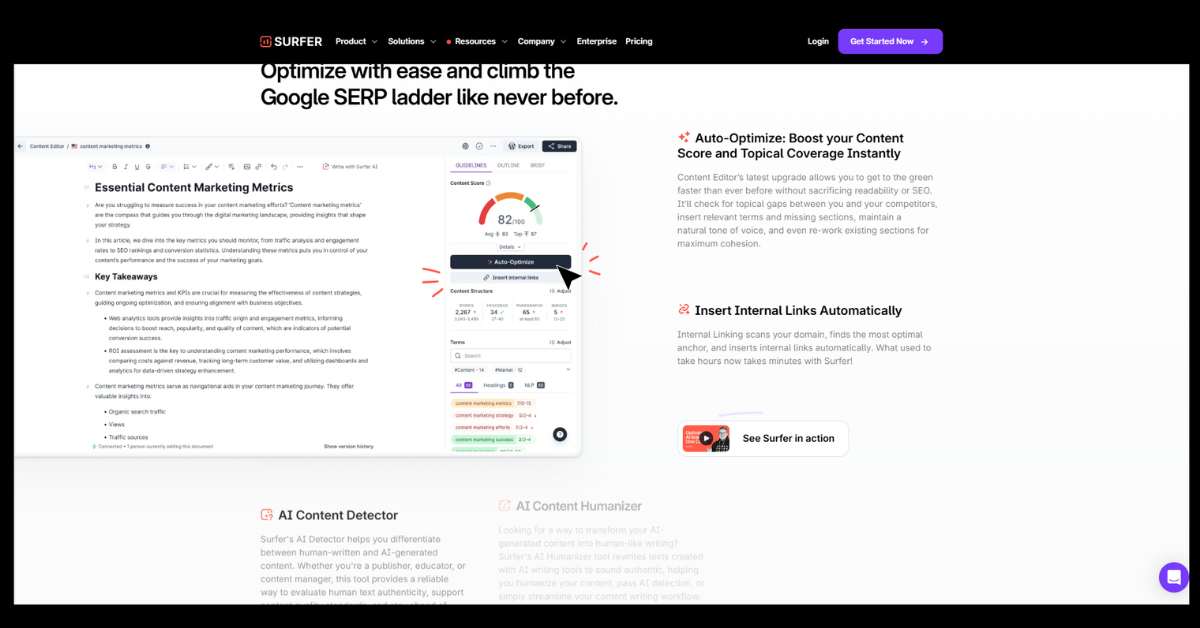 SURFER
Product
Solutions
Resources
Company
Enterprise
Pricing
Login
Get Started Now
Optimize with ease and climb the
Google SERP ladder like never before.
Content Editor / content marketing metrics
Export
Share
Write with Surfer AI
Essential Content Marketing Metrics
Are you struggling to measure success in your content marketing efforts? 'Content marketing metrics'
are the compass that guides you through the digital marketing landscape, providing insights that shape
your strategy.
In this article, we dive into the key metrics you should monitor, from traffic analysis and engagement
rates to SEO rankings and conversion statistics. Understanding these metrics puts you in control of your
content's performance and the success of your marketing goals.
Key Takeaways
Content marketing metrics and KPIs are crucial for measuring the effectiveness of content strategies,
guiding ongoing optimization, and ensuring alignment with business objectives.
• Web analytics tools provide insights into traffic origin and engagement metrics, informing
decisions to boost reach, popularity, and quality of content, which are indicators of potential
conversion success.
• ROI assessment is the key to understanding content marketing performance, which involves
comparing costs against revenue, tracking long-term customer value, and utilizing dashboards and
analytics for data-driven strategy enhancement.
Content marketing metrics serve as navigational aids in your content marketing journey. They offer
valuable insights into:
• Organic search traffic
• Views
• Traffic sources
Connected • 1 person currently editing this document
Show version history
GUIDELINES
OUTLINE
BRIEF
Content Score
82/100
Avg 83 Top 87
Details
Auto-Optimize
Insert internal links
Content Structure
Adjust
WORDS
HEADINGS
PARAGRAPHS
IMAGES
2,267
34
65
5
Terms
Adjust
Search
#Content · 14
#Market · 12
All
Headings
NLP
content marketing metrics
content marketing strategy 5/2–4
content marketing efforts 7/3–4
content marketing success 2/2–4
Auto-Optimize: Boost your Content
Score and Topical Coverage Instantly
Content Editor's latest upgrade allows you to get to the green
faster than ever before without sacrificing readability or SEO.
It'll check for topical gaps between you and your competitors,
insert relevant terms and missing sections, maintain a
natural tone of voice, and even re-work existing sections for
maximum cohesion.
Insert Internal Links Automatically
Internal Linking scans your domain, finds the most optimal
anchor, and inserts internal links automatically. What used to
take hours now takes minutes with Surfer!
See Surfer in action
AI Content Detector
Surfer's AI Detector helps you differentiate
between human-written and AI-generated
content. Whether you're a publisher, educator, or
content manager, this tool provides a reliable
way to evaluate human text authenticity, support
AI Content Humanizer
Looking for a way to transform your AI-
generated content into human-like writing?
Surfer's AI Humanizer tool rewrites texts created
with AI writing tools to sound authentic, helping
you humanize your content, pass AI detection, or
simply streamline your content writing workflow.